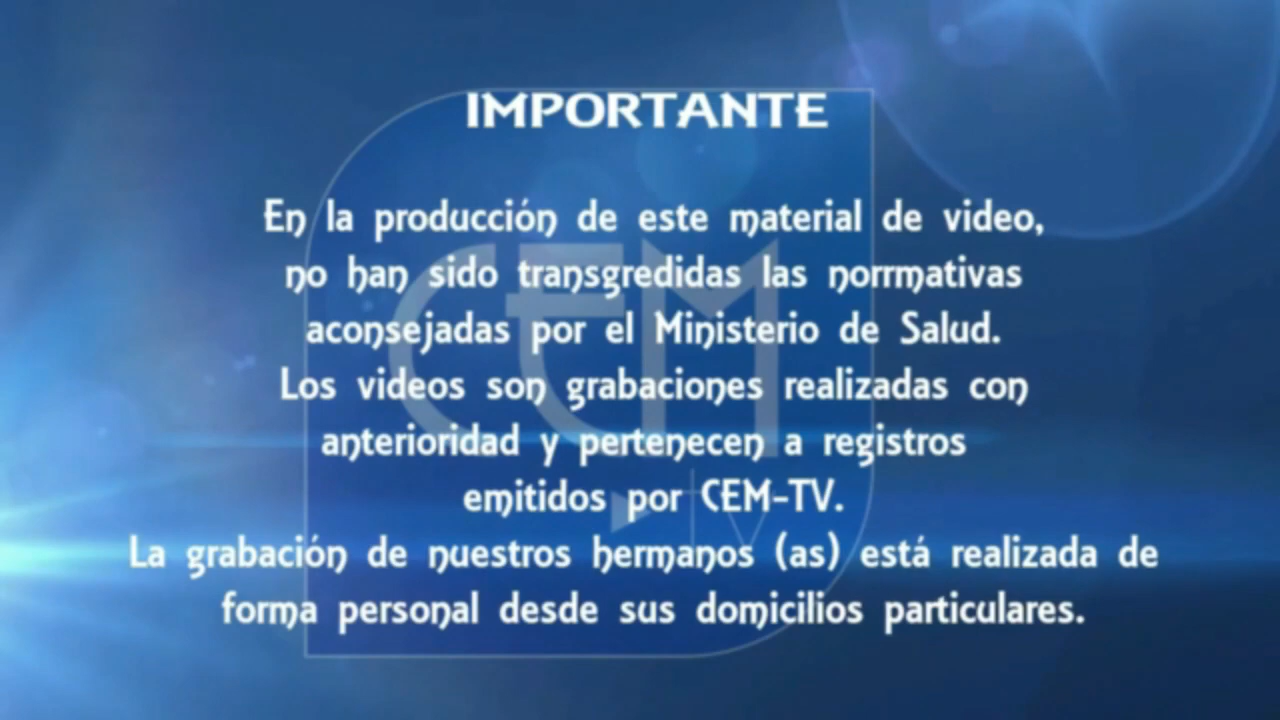 IMPORTANTE
En la producción de este material de video,
no han sido transgredidas las norrmativas
aconsejadas por el Ministerio de Salud.
Los videos son grabaciones realizadas con
anterioridad y pertenecen a registros
emitidos por CEM-TV.
La grabación de nuestros hermanos (as) está realizada de
forma personal desde sus domicilios particulares.
CEM
TV